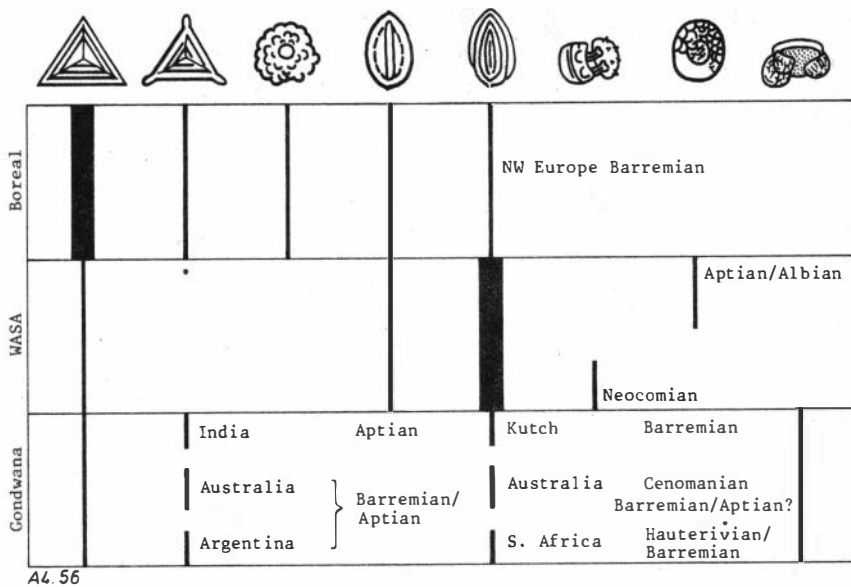 Boreal
NW Europe Barremian
WASA
Aptian/Albian
Neocomian
Gondwana
India Aptian Kutch Barremian
Australia Barremian/ Australia Cenomanian
Aptian Barremian/Aptian?
Argentina S. Africa Hauterivian/
Barremian
A4.56